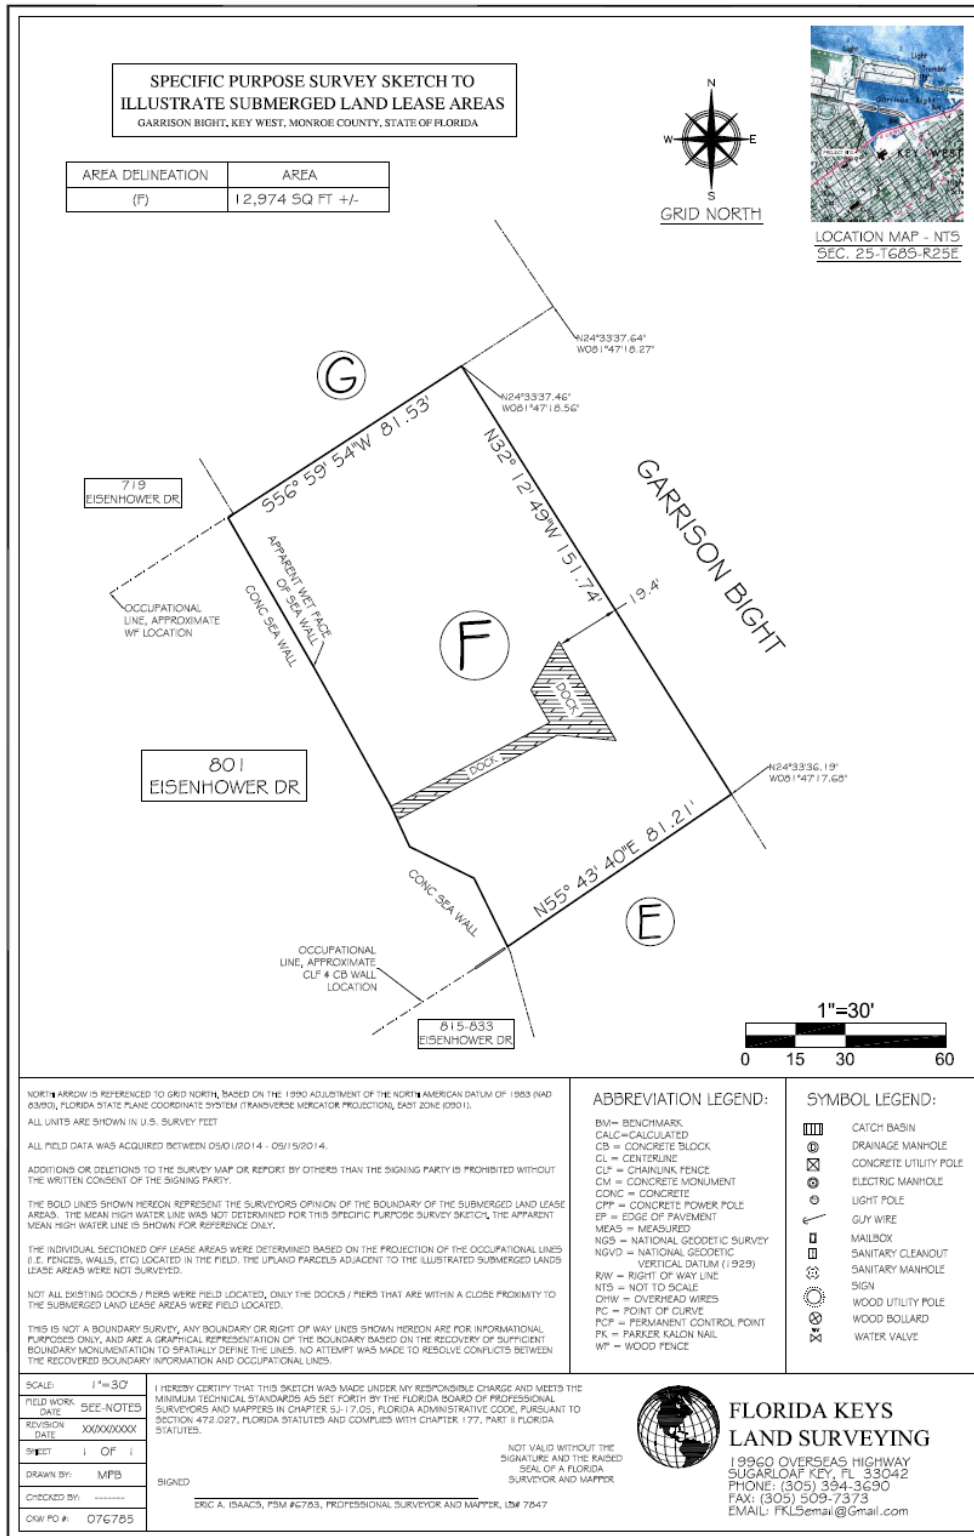 SPECIFIC PURPOSE SURVEY SKETCH TO
ILLUSTRATE SUBMERGED LAND LEASE AREAS
GARRISON BIGHT, KEY WEST, MONROE COUNTY, STATE OF FLORIDA
AREA DELINEATION AREA
(F) 12,974 SQ FT +/-
N
W E
S
GRID NORTH
Light
Light
Trumbo
Garrison Bight
KEY WEST
LOCATION MAP - NTS
SEC. 25-T68S-R25E
N24°33'37.64"
W081°47'18.27"
G
N24°33'37.46"
W081°47'18.56"
S56° 59' 54"W 81.53'
N32° 12' 49"W 151.74'
GARRISON BIGHT
719
EISENHOWER DR
APPARENT WET FACE
OF SEA WALL
CONC SEA WALL
OCCUPATIONAL
LINE, APPROXIMATE
WF LOCATION
19.4'
F
DOCK
DOCK
801
EISENHOWER DR
N24°33'36.19"
W081°47'17.68"
N55° 43' 40"E 81.21'
CONC SEA WALL
E
OCCUPATIONAL
LINE, APPROXIMATE
CLF & CB WALL
LOCATION
815-833
EISENHOWER DR
1"=30'
0 15 30 60
NORTH ARROW IS REFERENCED TO GRID NORTH, BASED ON THE 1990 ADJUSTMENT OF THE NORTH AMERICAN DATUM OF 1983 (NAD
83/90), FLORIDA STATE PLANE COORDINATE SYSTEM (TRANSVERSE MERCATOR PROJECTION), EAST ZONE (0901).
ALL UNITS ARE SHOWN IN U.S. SURVEY FEET
ALL FIELD DATA WAS ACQUIRED BETWEEN 05/01/2014 - 05/15/2014.
ADDITIONS OR DELETIONS TO THE SURVEY MAP OR REPORT BY OTHERS THAN THE SIGNING PARTY IS PROHIBITED WITHOUT
THE WRITTEN CONSENT OF THE SIGNING PARTY.
THE BOLD LINES SHOWN HEREON REPRESENT THE SURVEYORS OPINION OF THE BOUNDARY OF THE SUBMERGED LAND LEASE
AREAS. THE MEAN HIGH WATER LINE WAS NOT DETERMINED FOR THIS SPECIFIC PURPOSE SURVEY SKETCH, THE APPARENT
MEAN HIGH WATER LINE IS SHOWN FOR REFERENCE ONLY.
THE INDIVIDUAL SECTIONED OFF LEASE AREAS WERE DETERMINED BASED ON THE PROJECTION OF THE OCCUPATIONAL LINES
(I.E. FENCES, WALLS, ETC) LOCATED IN THE FIELD. THE UPLAND PARCELS ADJACENT TO THE ILLUSTRATED SUBMERGED LANDS
LEASE AREAS WERE NOT SURVEYED.
NOT ALL EXISTING DOCKS / PIERS WERE FIELD LOCATED, ONLY THE DOCKS / PIERS THAT ARE WITHIN A CLOSE PROXIMITY TO
THE SUBMERGED LAND LEASE AREAS WERE FIELD LOCATED.
THIS IS NOT A BOUNDARY SURVEY, ANY BOUNDARY OR RIGHT OF WAY LINES SHOWN HEREON ARE FOR INFORMATIONAL
PURPOSES ONLY, AND ARE A GRAPHICAL REPRESENTATION OF THE BOUNDARY BASED ON THE RECOVERY OF SUFFICIENT
BOUNDARY MONUMENTATION TO SPATIALLY DEFINE THE LINES. NO ATTEMPT WAS MADE TO RESOLVE CONFLICTS BETWEEN
THE RECOVERED BOUNDARY INFORMATION AND OCCUPATIONAL LINES.
ABBREVIATION LEGEND:
BM= BENCHMARK
CALC=CALCULATED
CB = CONCRETE BLOCK
CL = CENTERLINE
CLF = CHAINLINK FENCE
CM = CONCRETE MONUMENT
CONC = CONCRETE
CPP = CONCRETE POWER POLE
EP = EDGE OF PAVEMENT
MEAS = MEASURED
NGS = NATIONAL GEODETIC SURVEY
NGVD = NATIONAL GEODETIC
VERTICAL DATUM (1929)
R/W = RIGHT OF WAY LINE
NTS = NOT TO SCALE
OHW = OVERHEAD WIRES
PC = POINT OF CURVE
PCP = PERMANENT CONTROL POINT
PK = PARKER KALON NAIL
WF = WOOD FENCE
SYMBOL LEGEND:
CATCH BASIN
DRAINAGE MANHOLE
CONCRETE UTILITY POLE
ELECTRIC MANHOLE
LIGHT POLE
GUY WIRE
MAILBOX
SANITARY CLEANOUT
SANITARY MANHOLE
SIGN
WOOD UTILITY POLE
WOOD BOLLARD
WATER VALVE
SCALE: 1"=30'
FIELD WORK DATE SEE-NOTES
REVISION DATE XX/XX/XXXX
SHEET 1 OF 1
DRAWN BY: MPB
CHECKED BY: -------
CKW PO #: 076785
I HEREBY CERTIFY THAT THIS SKETCH WAS MADE UNDER MY RESPONSIBLE CHARGE AND MEETS THE
MINIMUM TECHNICAL STANDARDS AS SET FORTH BY THE FLORIDA BOARD OF PROFESSIONAL
SURVEYORS AND MAPPERS IN CHAPTER 5J-17.05, FLORIDA ADMINISTRATIVE CODE, PURSUANT TO
SECTION 472.027, FLORIDA STATUTES AND COMPLIES WITH CHAPTER 177, PART II FLORIDA
STATUTES.
NOT VALID WITHOUT THE
SIGNATURE AND THE RAISED
SEAL OF A FLORIDA
SURVEYOR AND MAPPER
SIGNED
ERIC A. ISAACS, PSM #6783, PROFESSIONAL SURVEYOR AND MAPPER, LB# 7847
FLORIDA KEYS
LAND SURVEYING
19960 OVERSEAS HIGHWAY
SUGARLOAF KEY, FL 33042
PHONE: (305) 394-3690
FAX: (305) 509-7373
EMAIL: FKLSemail@Gmail.com